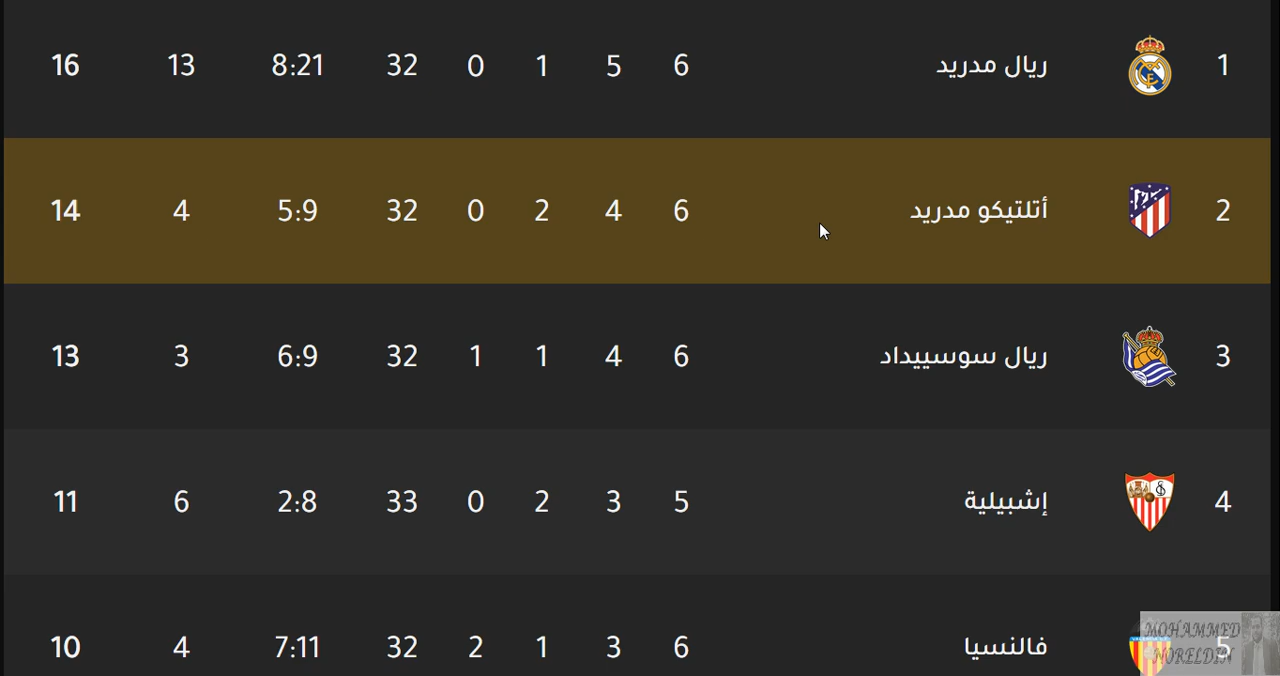 1 ريال مدريد 6 5 1 0 32 8:21 13 16
2 أتلتيكو مدريد 6 4 2 0 32 5:9 4 14
3 ريال سوسييداد 6 4 1 1 32 6:9 3 13
4 إشبيلية 5 3 2 0 33 2:8 6 11
5 فالنسيا 6 3 1 2 32 7:11 4 10
MOHAMMED
NORELDIN